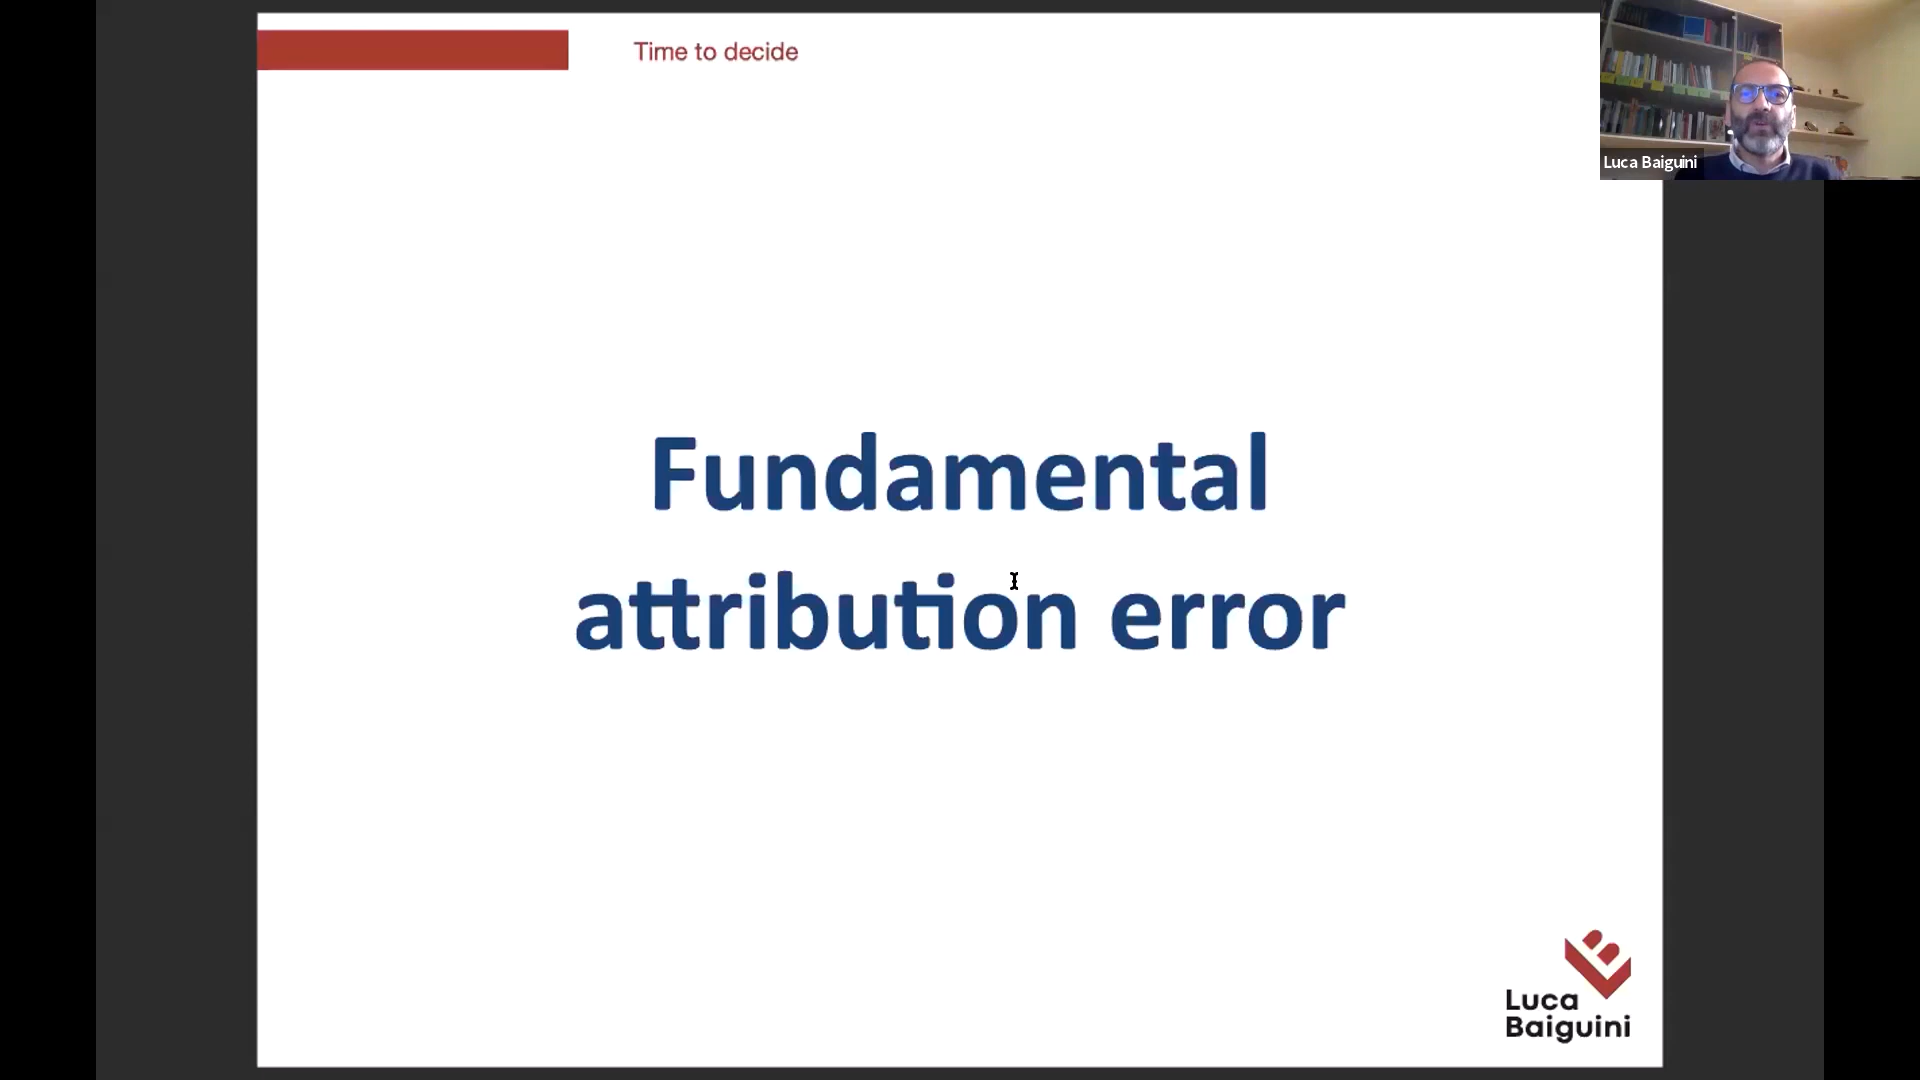 Time to decide
Luca Baiguini
Fundamental
attribution error
Luca
Baiguini